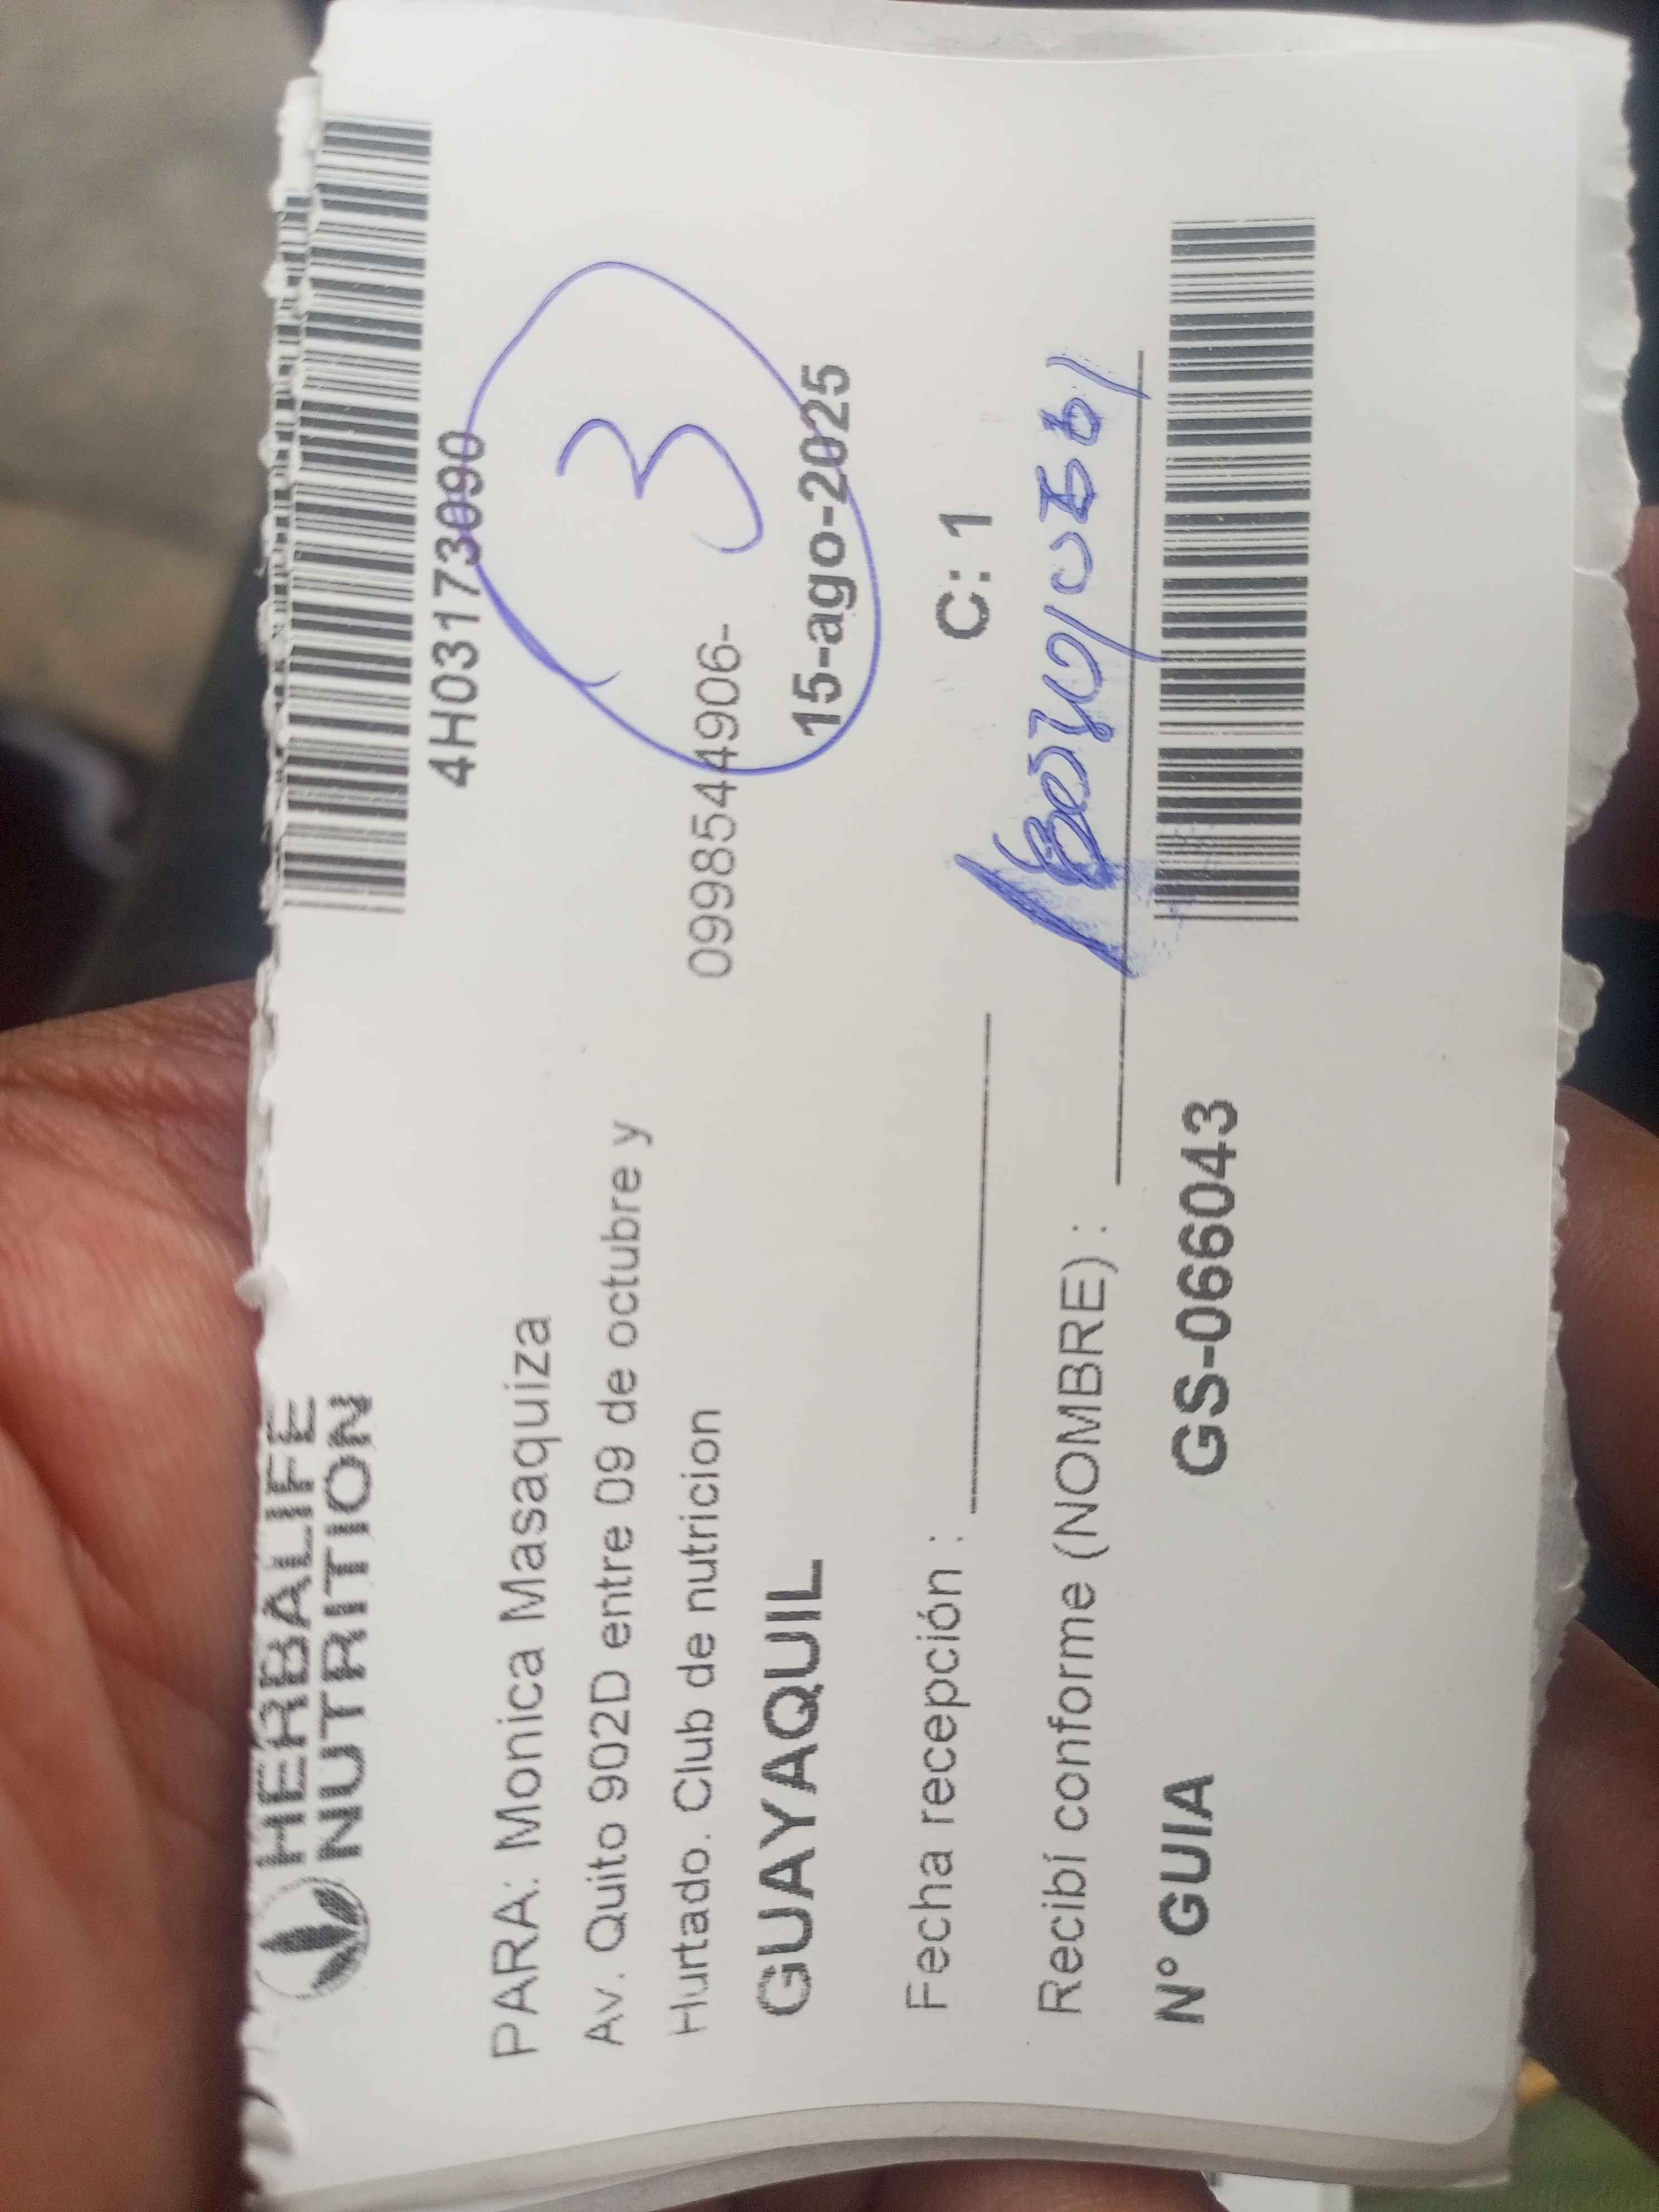 HERBALIFE
NUTRITION
4H03173090
PARA: Monica Masaquiza
Av. Quito 902D entre 09 de octubre y
3
Hurtado. Club de nutricion
0998544906-
GUAYAQUIL
15-ago-2025
Fecha recepción :
C: 1
Recibí conforme (NOMBRE) :
N° GUIA
GS-066043